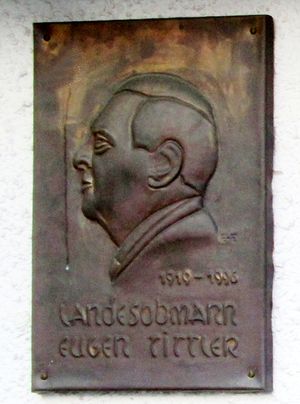 1919 – 1996
LANDESOBMANN
EUGEN TITTLER